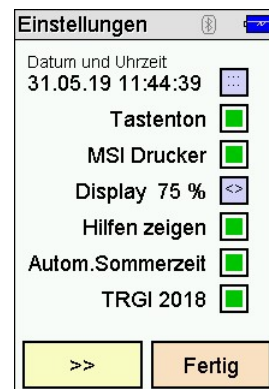 Einstellungen
Datum und Uhrzeit
31.05.19 11:44:39
Tastenton
MSI Drucker
Display 75 % <>
Hilfen zeigen
Autom.Sommerzeit
TRGI 2018
>> Fertig